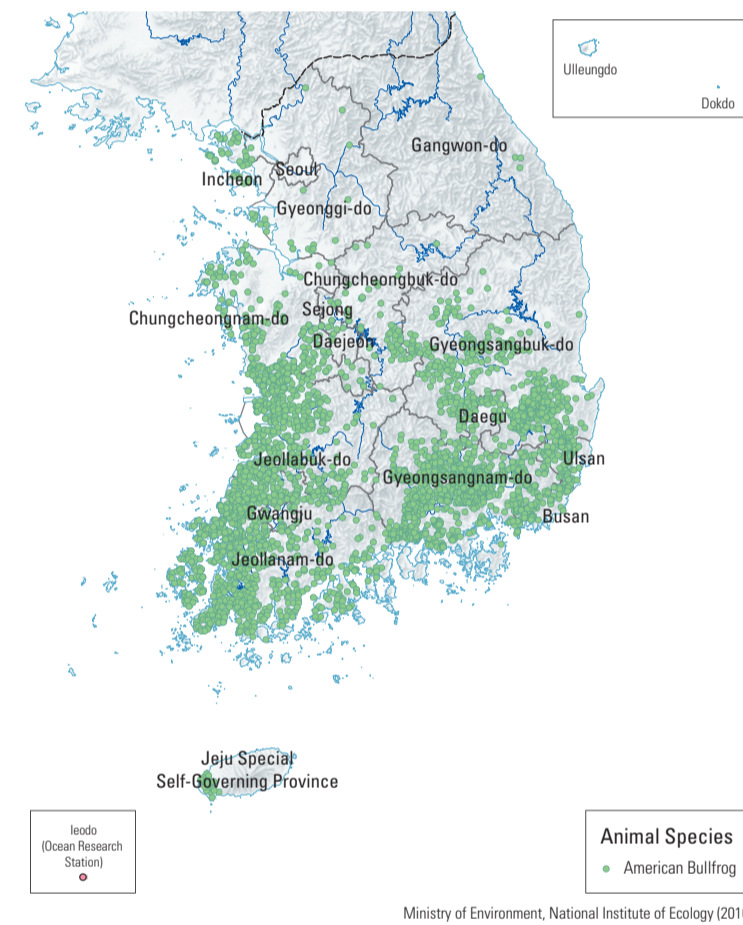 Ulleungdo
Dokdo
Gangwon-do
Seoul
Incheon
Gyeonggi-do
Chungcheongbuk-do
Sejong
Chungcheongnam-do
Daejeon
Gyeongsangbuk-do
Daegu
Jeollabuk-do
Ulsan
Gyeongsangnam-do
Gwangju
Busan
Jeollanam-do
Jeju Special
Self-Governing Province
Ieodo
(Ocean Research
Station)
Animal Species
American Bullfrog
Ministry of Environment, National Institute of Ecology